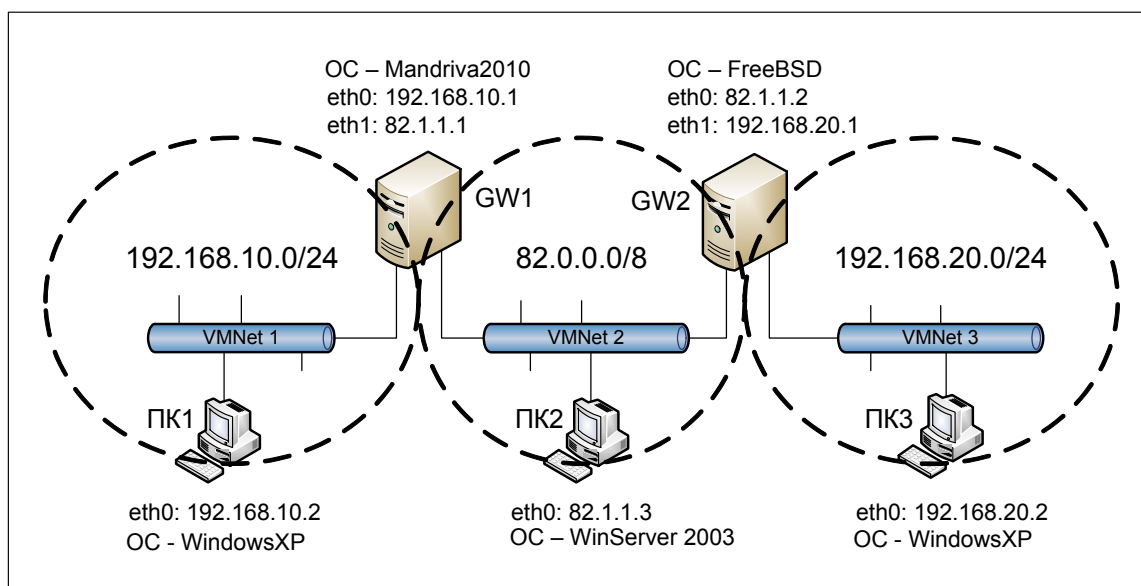 ОС – Mandriva2010
eth0: 192.168.10.1
eth1: 82.1.1.1
ОС – FreeBSD
eth0: 82.1.1.2
eth1: 192.168.20.1
GW1
GW2
192.168.10.0/24
82.0.0.0/8
192.168.20.0/24
VMNet 1
VMNet 2
VMNet 3
ПК1
ПК2
ПК3
eth0: 192.168.10.2
ОС - WindowsXP
eth0: 82.1.1.3
ОС – WinServer 2003
eth0: 192.168.20.2
ОС - WindowsXP